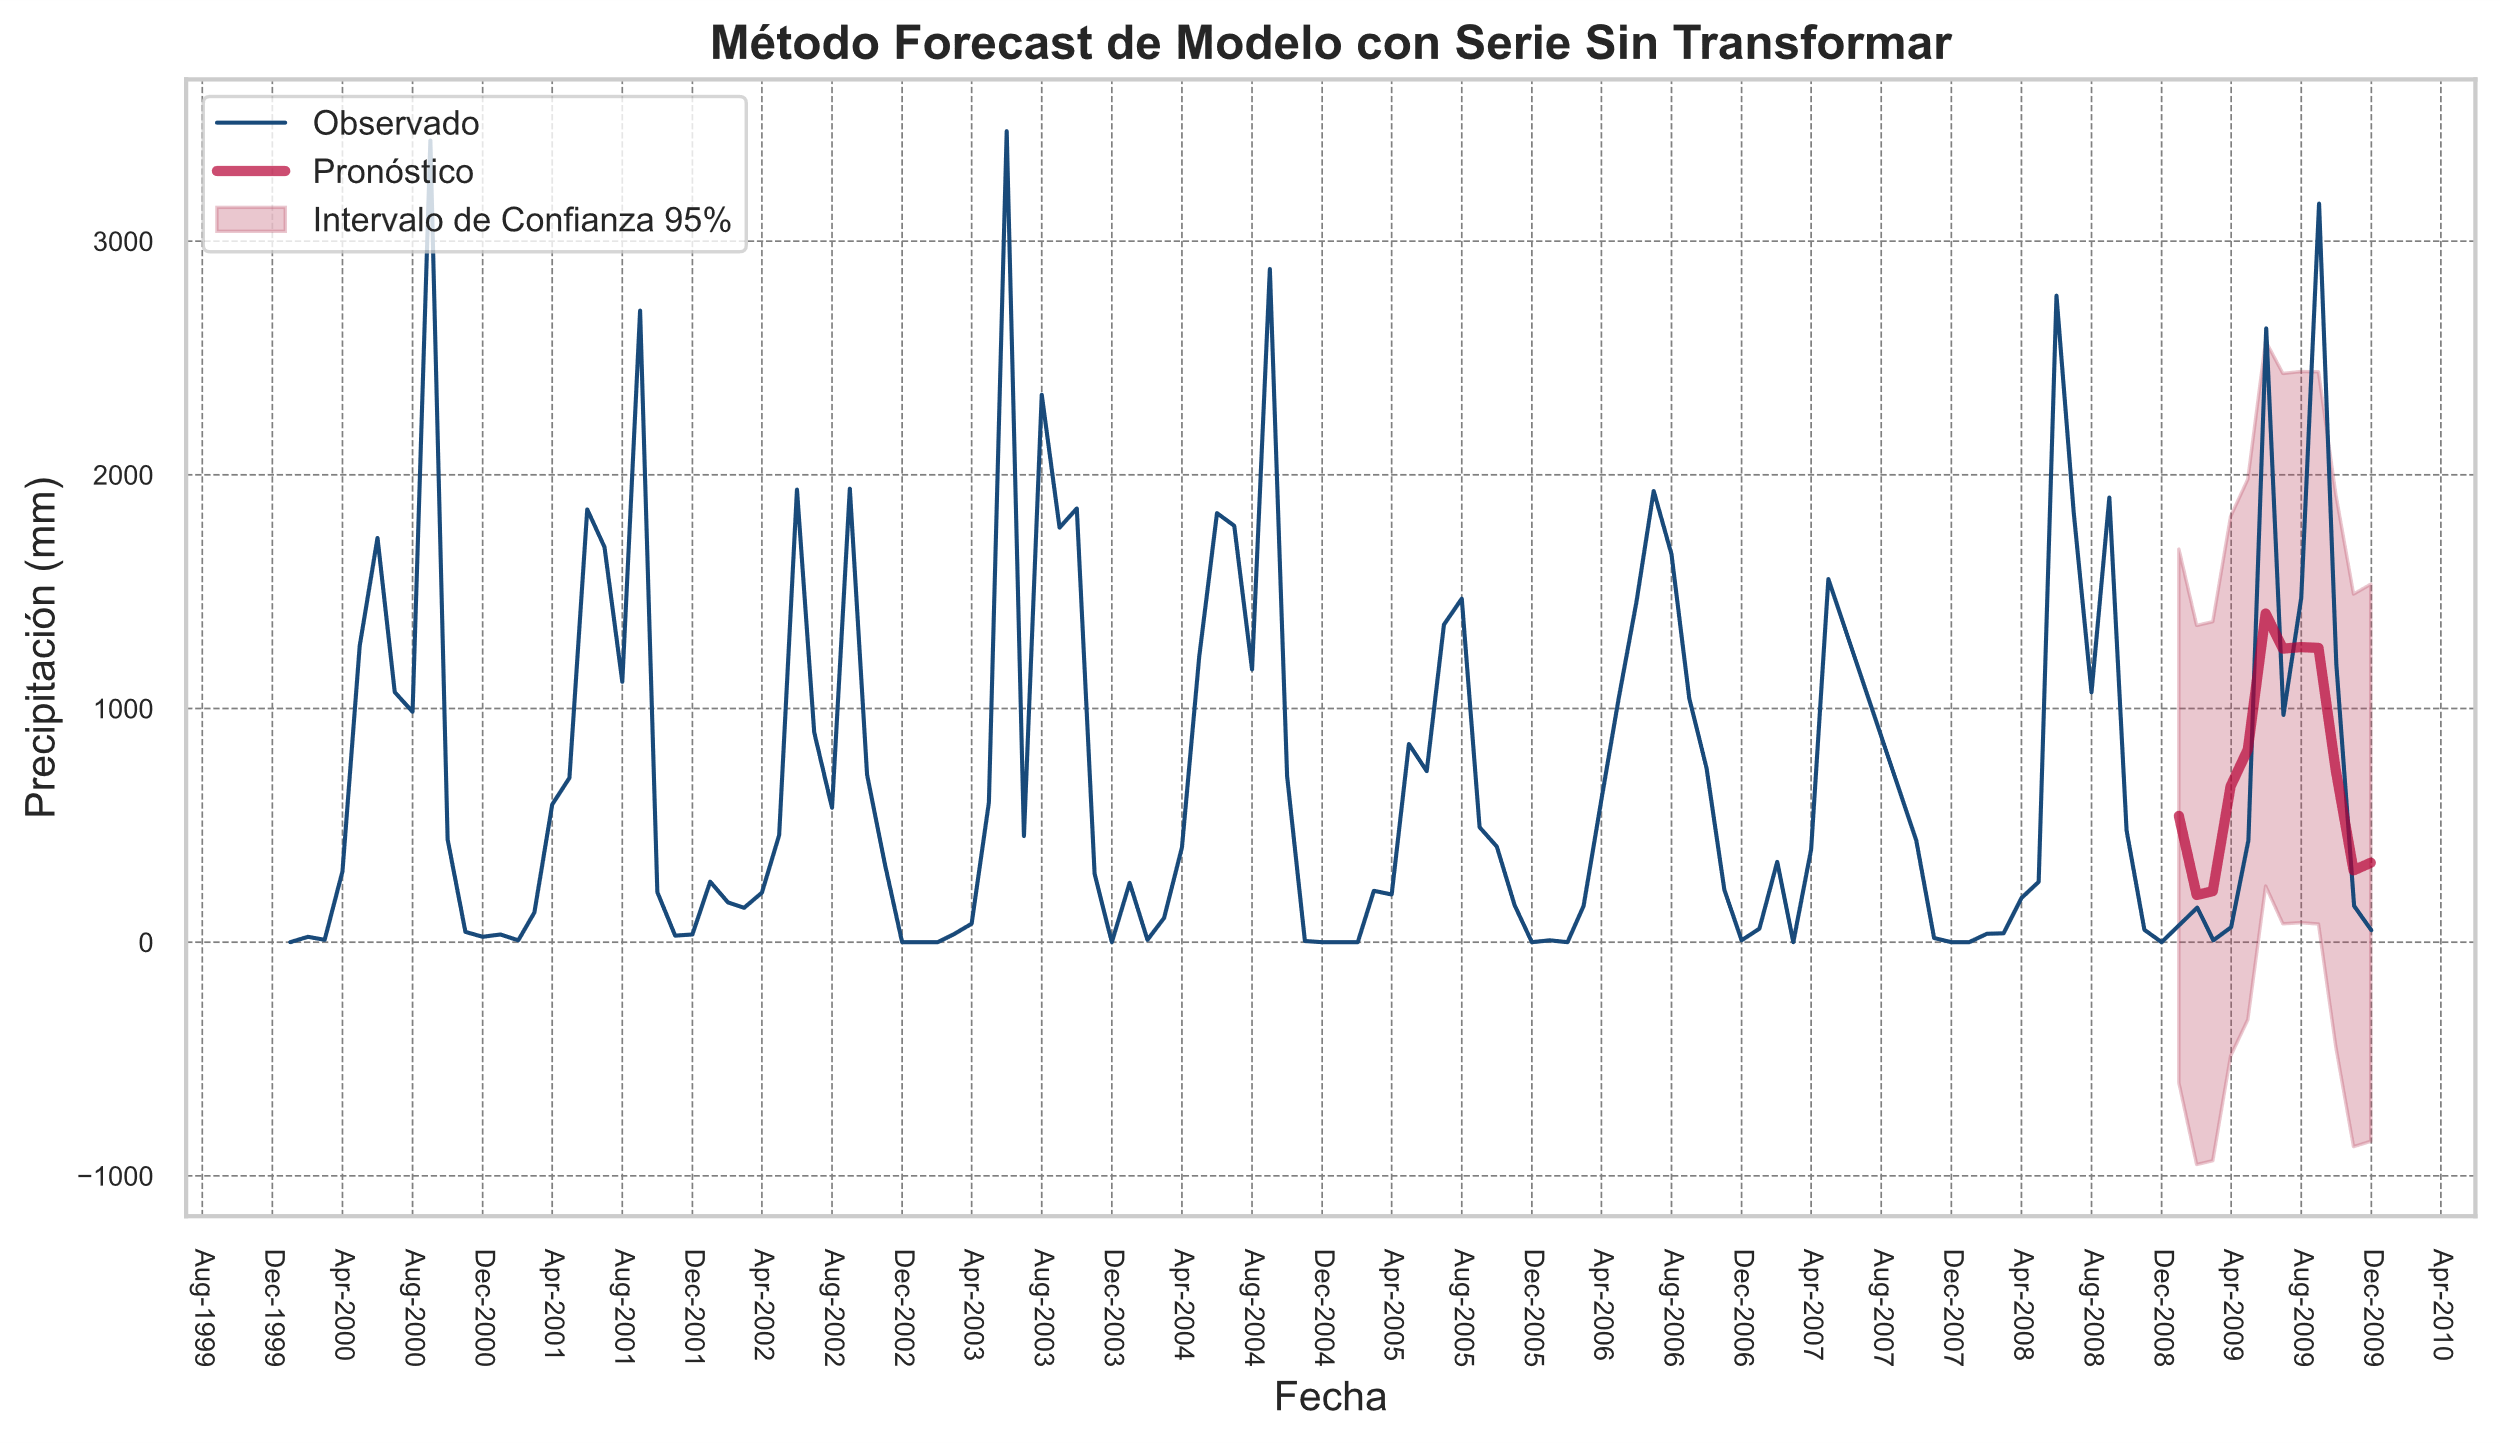 Método Forecast de Modelo con Serie Sin Transformar
Observado
Pronóstico
Intervalo de Confianza 95%
Precipitación (mm)
3000
2000
1000
0
−1000
Aug-1999
Dec-1999
Apr-2000
Aug-2000
Dec-2000
Apr-2001
Aug-2001
Dec-2001
Apr-2002
Aug-2002
Dec-2002
Apr-2003
Aug-2003
Dec-2003
Apr-2004
Aug-2004
Dec-2004
Apr-2005
Aug-2005
Dec-2005
Apr-2006
Aug-2006
Dec-2006
Apr-2007
Aug-2007
Dec-2007
Apr-2008
Aug-2008
Dec-2008
Apr-2009
Aug-2009
Dec-2009
Apr-2010
Fecha